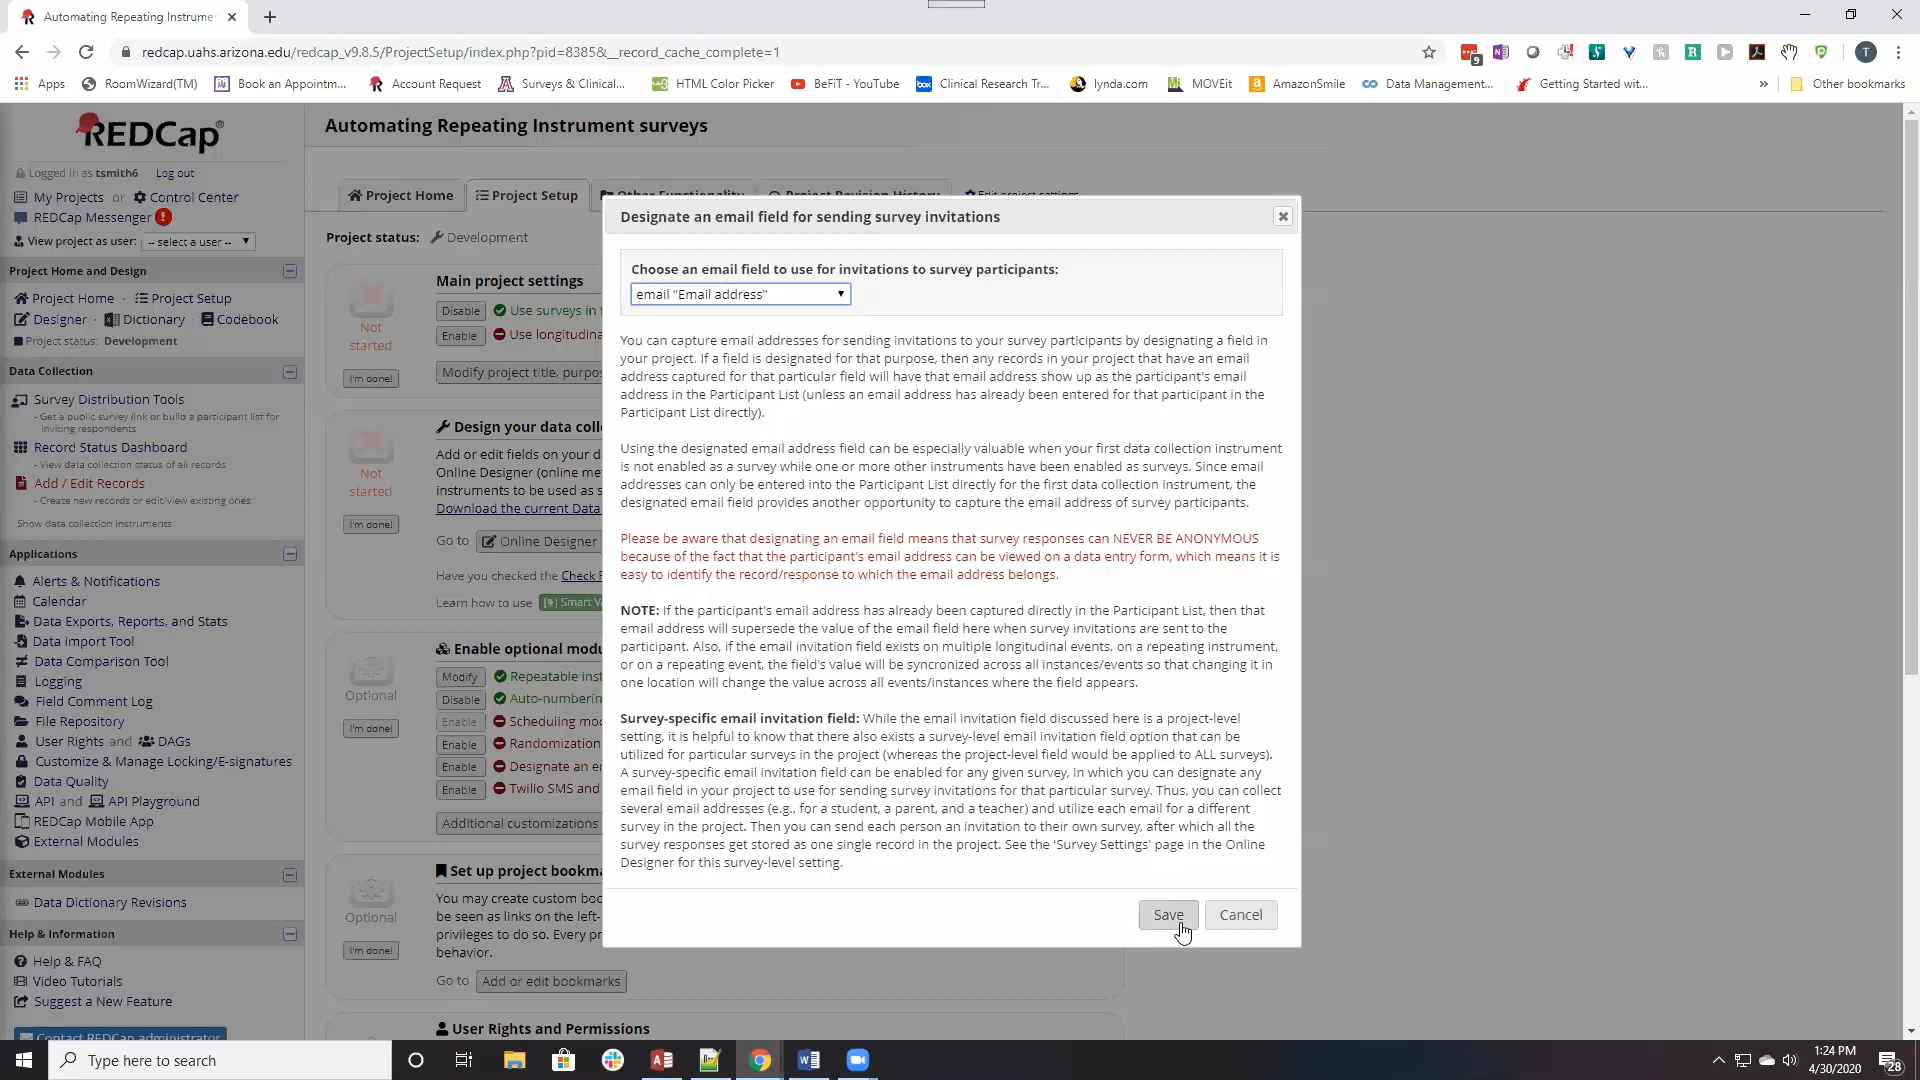 Automating Repeating Instrume
redcap.uahs.arizona.edu/redcap_v9.8.5/ProjectSetup/index.php?pid=8385&__record_cache_complete=1
9
T
Apps
RoomWizard(TM)
Book an Appointm...
Account Request
Surveys & Clinical...
HTML Color Picker
BeFiT - YouTube
Clinical Research Tr...
lynda.com
MOVEit
AmazonSmile
Data Management...
Getting Started wit...
»
Other bookmarks
REDCap
Logged in as tsmith6 Log out
My Projects or Control Center
REDCap Messenger !
View project as user: -- select a user --
Project Home and Design
Project Home · Project Setup
Designer · Dictionary · Codebook
Project status: Development
Data Collection
Survey Distribution Tools
- Get a public survey link or build a participant list for
inviting respondents
Record Status Dashboard
- View data collection status of all records
Add / Edit Records
- Create new records or edit/view existing ones
Show data collection instruments
Applications
Alerts & Notifications
Calendar
Data Exports, Reports, and Stats
Data Import Tool
Data Comparison Tool
Logging
Field Comment Log
File Repository
User Rights and DAGs
Customize & Manage Locking/E-signatures
Data Quality
API and API Playground
REDCap Mobile App
External Modules
External Modules
Data Dictionary Revisions
Help & Information
Help & FAQ
Video Tutorials
Suggest a New Feature
Contact REDCap administrator
Automating Repeating Instrument surveys
Project Home
Project Setup
Other Functionality
Project Revision History
Edit project settings
Project status: Development
Not
started
I'm done!
Main project settings
Disable Use surveys in t
Enable Use longitudina
Modify project title, purpos
Not
started
I'm done!
Design your data coll
Add or edit fields on your d
Online Designer (online met
instruments to be used as s
Download the current Data
Go to Online Designer
Have you checked the Check
Learn how to use Smart Va
Optional
I'm done!
Enable optional modu
Modify Repeatable inst
Disable Auto-numberin
Enable Scheduling mod
Enable Randomization
Enable Designate an em
Enable Twilio SMS and
Additional customizations
Optional
I'm done!
Set up project bookma
You may create custom boo
be seen as links on the left-
privileges to do so. Every pr
behavior.
Go to Add or edit bookmarks
User Rights and Permissions
Designate an email field for sending survey invitations
Choose an email field to use for invitations to survey participants:
email "Email address"
You can capture email addresses for sending invitations to your survey participants by designating a field in
your project. If a field is designated for that purpose, then any records in your project that have an email
address captured for that particular field will have that email address show up as the participant's email
address in the Participant List (unless an email address has already been entered for that participant in the
Participant List directly).
Using the designated email address field can be especially valuable when your first data collection instrument
is not enabled as a survey while one or more other instruments have been enabled as surveys. Since email
addresses can only be entered into the Participant List directly for the first data collection instrument, the
designated email field provides another opportunity to capture the email address of survey participants.
Please be aware that designating an email field means that survey responses can NEVER BE ANONYMOUS
because of the fact that the participant's email address can be viewed on a data entry form, which means it is
easy to identify the record/response to which the email address belongs.
NOTE: If the participant's email address has already been captured directly in the Participant List, then that
email address will supersede the value of the email field here when survey invitations are sent to the
participant. Also, if the email invitation field exists on multiple longitudinal events, on a repeating instrument,
or on a repeating event, the field's value will be syncronized across all instances/events so that changing it in
one location will change the value across all events/instances where the field appears.
Survey-specific email invitation field: While the email invitation field discussed here is a project-level
setting, it is helpful to know that there also exists a survey-level email invitation field option that can be
utilized for particular surveys in the project (whereas the project-level field would be applied to ALL surveys).
A survey-specific email invitation field can be enabled for any given survey, in which you can designate any
email field in your project to use for sending survey invitations for that particular survey. Thus, you can collect
several email addresses (e.g., for a student, a parent, and a teacher) and utilize each email for a different
survey in the project. Then you can send each person an invitation to their own survey, after which all the
survey responses get stored as one single record in the project. See the 'Survey Settings' page in the Online
Designer for this survey-level setting.
Save
Cancel
Type here to search
1:24 PM
4/30/2020
28